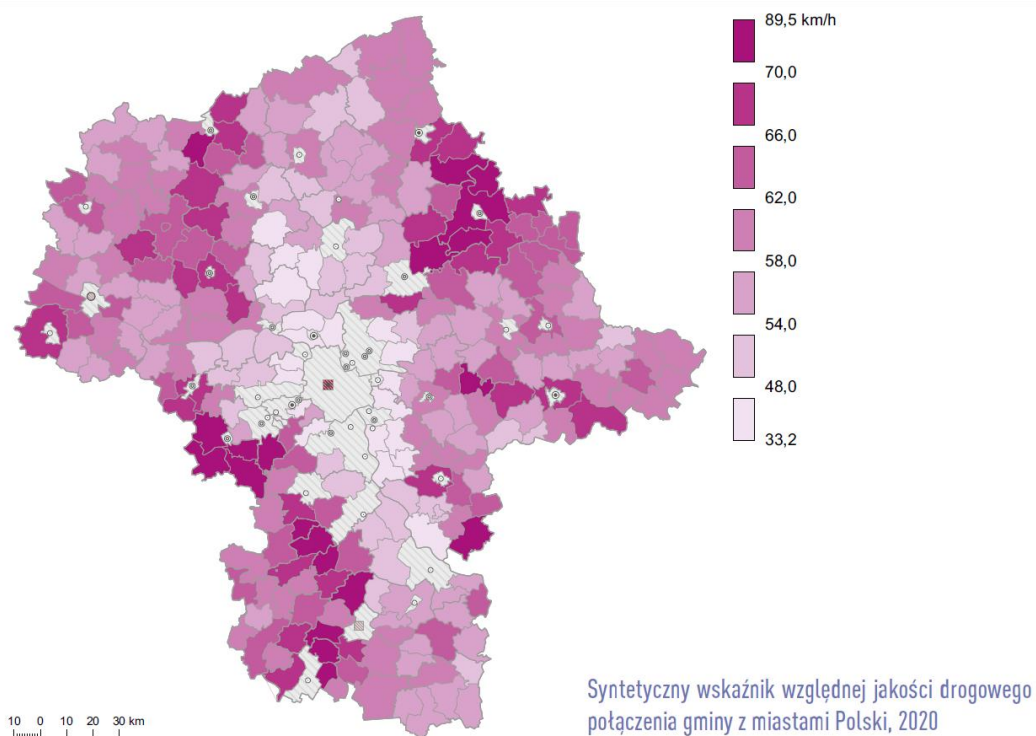 89,5 km/h
70,0
66,0
62,0
58,0
54,0
48,0
33,2
10 0 10 20 30 km
Syntetyczny wskaźnik względnej jakości drogowego
połączenia gminy z miastami Polski, 2020